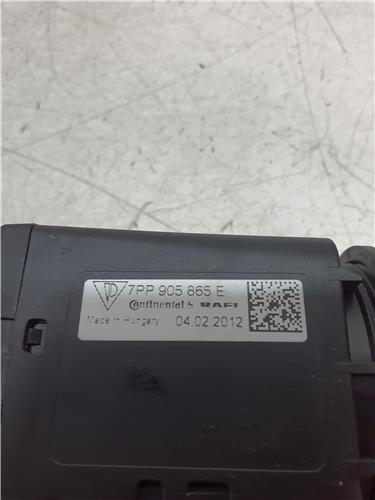 7PP 905 865 E
Continental & RAFI
Made in Hungary 04.02.2012